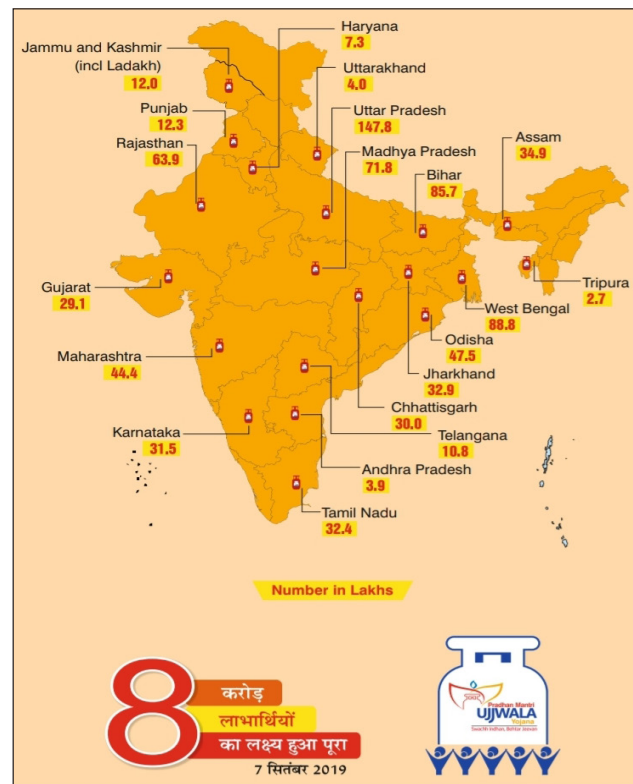 Haryana
7.3
Jammu and Kashmir
(incl Ladakh)
12.0
Uttarakhand
4.0
Punjab
12.3
Uttar Pradesh
147.8
Assam
34.9
Rajasthan
63.9
Madhya Pradesh
71.8
Bihar
85.7
Gujarat
29.1
Tripura
2.7
West Bengal
88.8
Odisha
47.5
Maharashtra
44.4
Jharkhand
32.9
Chhattisgarh
30.0
Karnataka
31.5
Telangana
10.8
Andhra Pradesh
3.9
Tamil Nadu
32.4
Number in Lakhs
8
करोड़
लाभार्थियों
का लक्ष्य हुआ पूरा
7 सितंबर 2019
Pradhan Mantri
UJJWALA
Yojana
Swachh Indhan, Behtar Jeevan